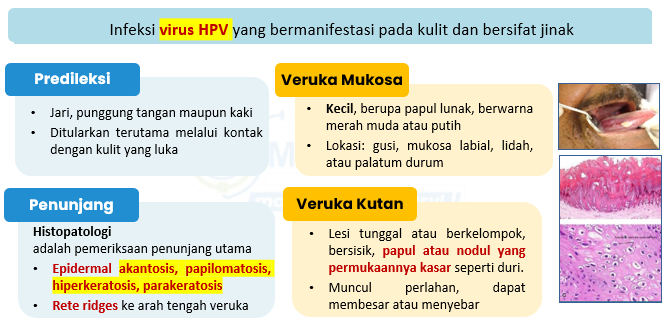 Infeksi virus HPV yang bermanifestasi pada kulit dan bersifat jinak
Predileksi
• Jari, punggung tangan maupun kaki
• Ditularkan terutama melalui kontak
dengan kulit yang luka
Veruka Mukosa
• Kecil, berupa papul lunak, berwarna
merah muda atau putih
• Lokasi: gusi, mukosa labial, lidah,
atau palatum durum
Penunjang
Histopatologi
adalah pemeriksaan penunjang utama
• Epidermal akantosis, papilomatosis,
hiperkeratosis, parakeratosis
• Rete ridges ke arah tengah veruka
Veruka Kutan
• Lesi tunggal atau berkelompok,
bersisik, papul atau nodul yang
permukaannya kasar seperti duri.
• Muncul perlahan, dapat
membesar atau menyebar